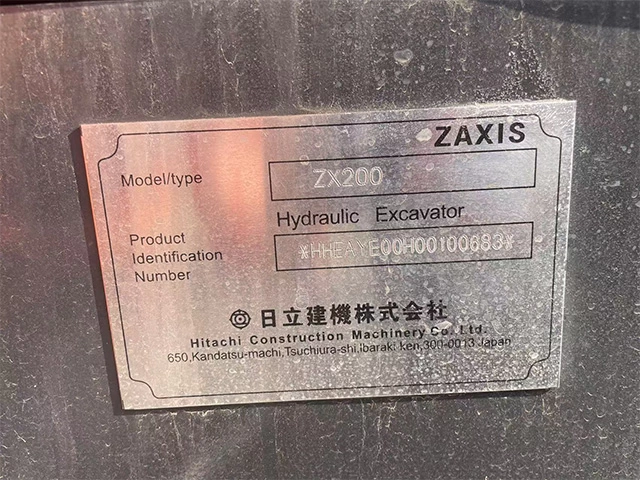 ZAXIS
Model/type ZX200
Hydraulic Excavator
Product
Identification
Number
*HHEAYE00H00100683*
日立建機株式会社
Hitachi Construction Machinery Co. Ltd.
650,Kandatsu-machi,Tsuchiura-shi,Ibaraki ken,300-0013 Japan